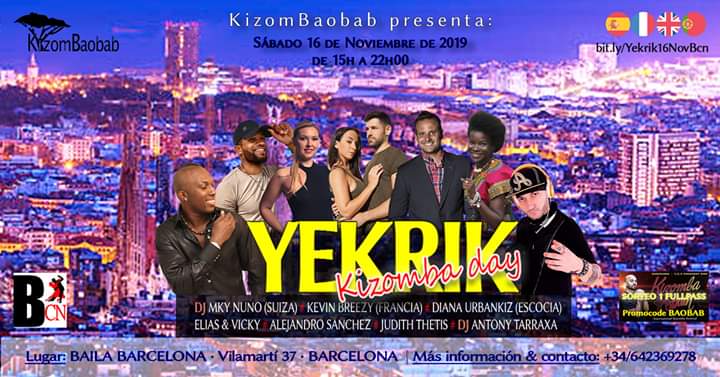 KizomBaobab
KizomBaobab presenta:
Sábado 16 de Noviembre de 2019
de 15h a 22h00
bit.ly/Yekrik16NovBcn
YEKRIK
Kizomba day
DJ MKY NUNO (SUIZA) * KEVIN BREEZY (FRANCIA) * DIANA URBANKIZ (ESCOCIA)
ELIAS & VICKY * ALEJANDRO SANCHEZ * JUDITH THETIS * DJ ANTONY TARRAXA
B CN
Kizomba
SORTEO 1 FULLPASS
Promocode BAOBAB
Lugar: BAILA BARCELONA · Vilamartí 37 · BARCELONA | Más información & contacto: +34/642369278